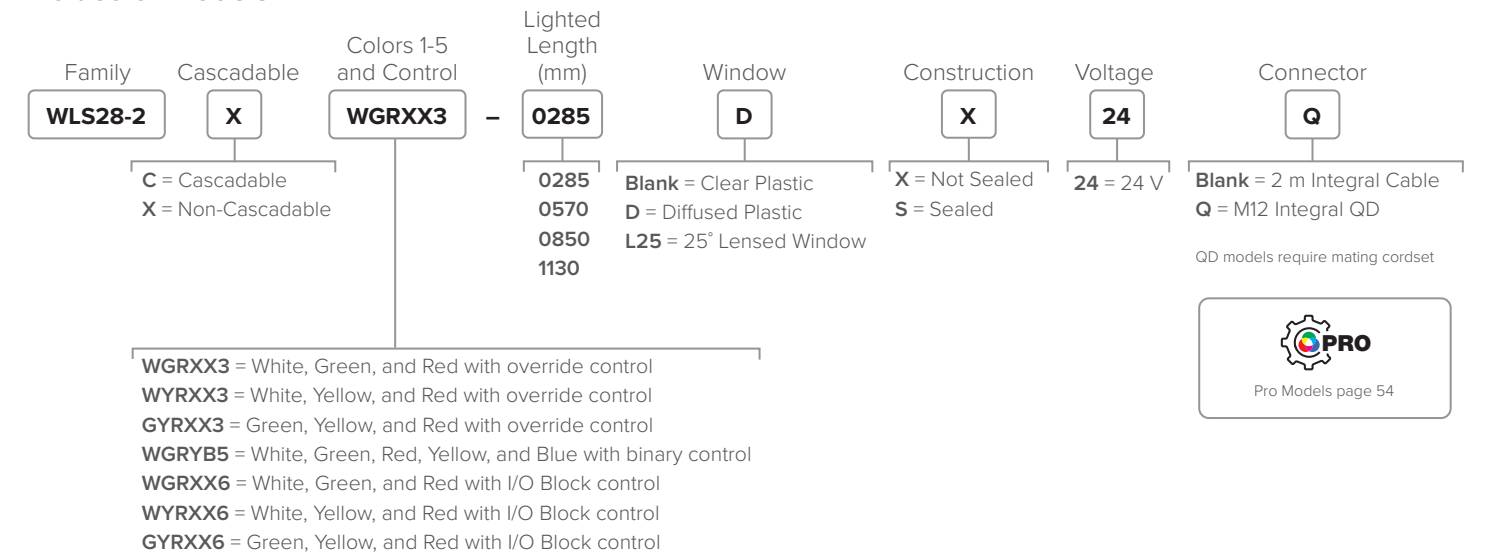 Lighted
Colors 1-5 Length
Family Cascadable and Control (mm) Window Construction Voltage Connector
WLS28-2 X WGRXX3 – 0285 D X 24 Q
C = Cascadable
X = Non-Cascadable
0285
0570
0850
1130
Blank = Clear Plastic
D = Diffused Plastic
L25 = 25° Lensed Window
X = Not Sealed
S = Sealed
24 = 24 V
Blank = 2 m Integral Cable
Q = M12 Integral QD
QD models require mating cordset
PRO
Pro Models page 54
WGRXX3 = White, Green, and Red with override control
WYRXX3 = White, Yellow, and Red with override control
GYRXX3 = Green, Yellow, and Red with override control
WGRYB5 = White, Green, Red, Yellow, and Blue with binary control
WGRXX6 = White, Green, and Red with I/O Block control
WYRXX6 = White, Yellow, and Red with I/O Block control
GYRXX6 = Green, Yellow, and Red with I/O Block control